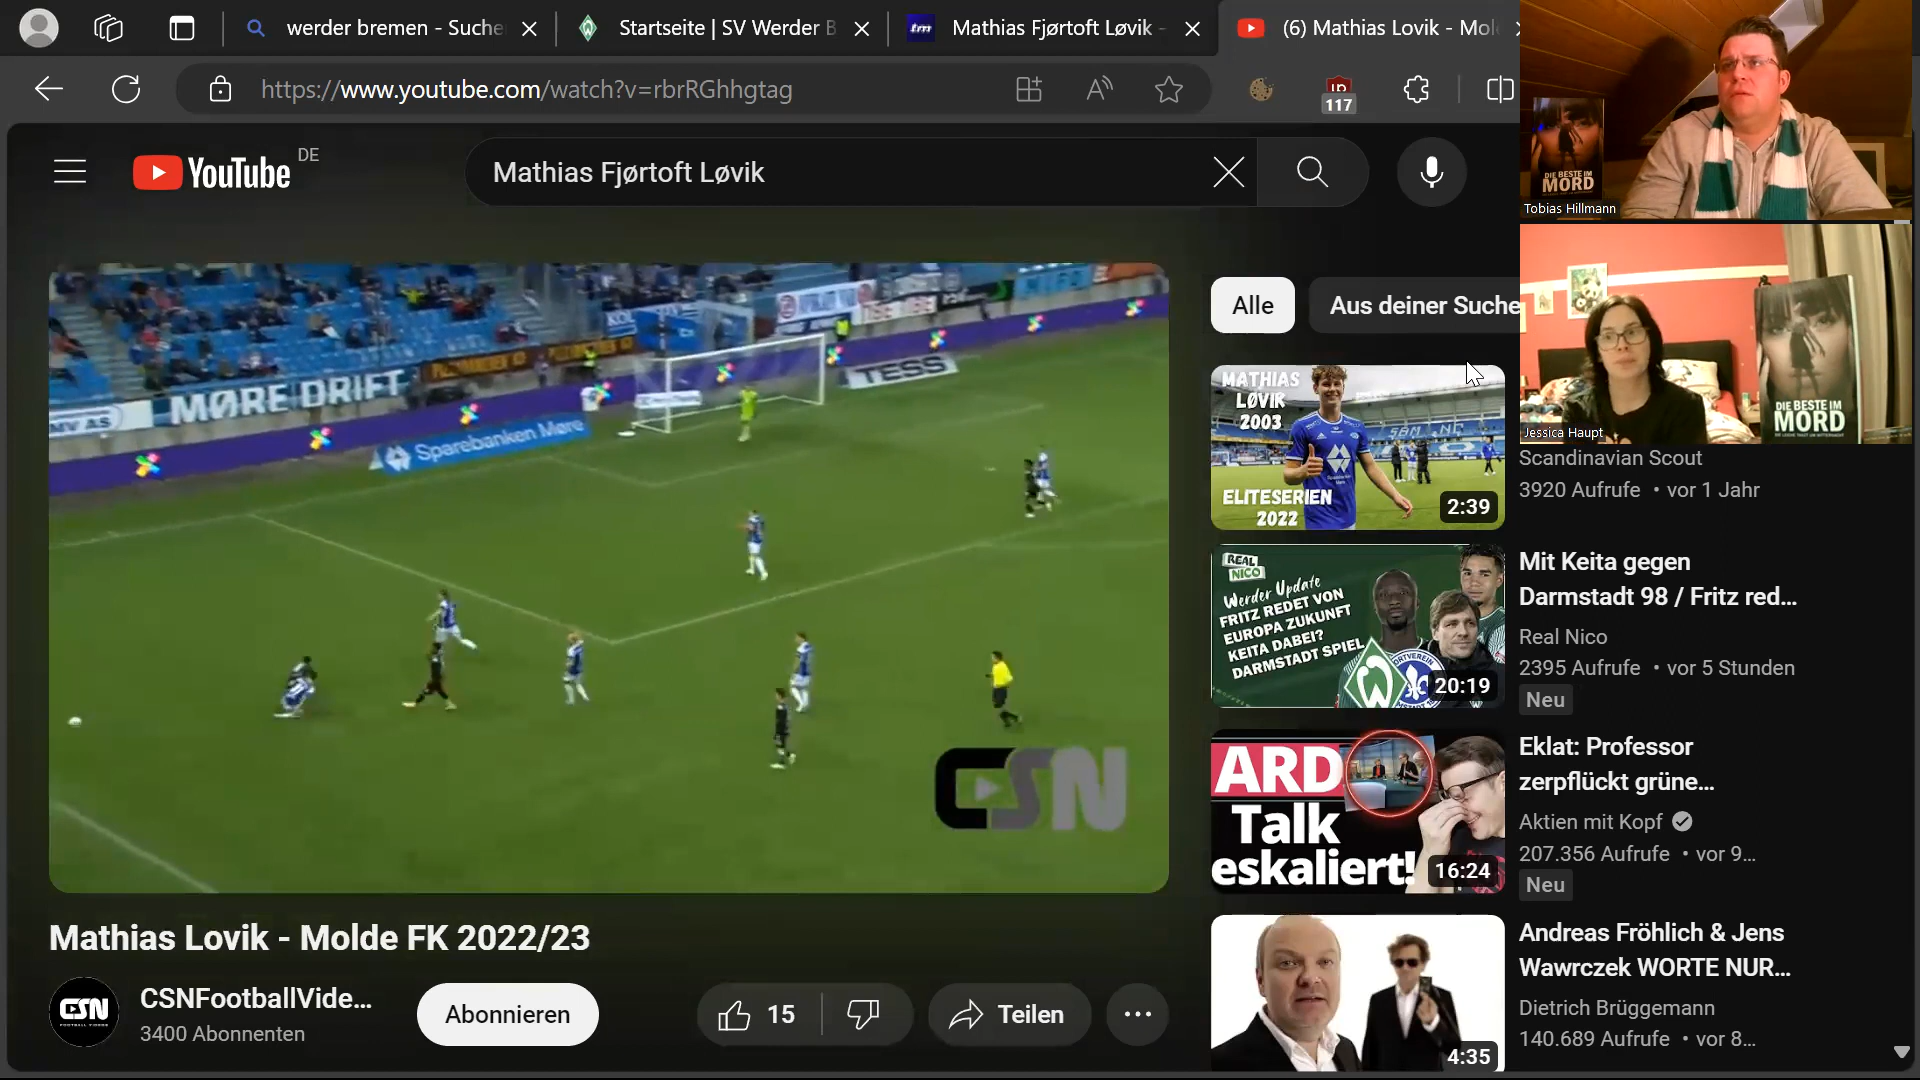 werder bremen - Suche
Startseite | SV Werder B
tm
Mathias Fjørtoft Løvik -
(6) Mathias Lovik - Mol
https://www.youtube.com/watch?v=rbrRGhhgtag
117
YouTube DE
Mathias Fjørtoft Løvik
DIE BESTE IM
MORD
Tobias Hillmann
DIE BESTE IM
MORD
Jessica Haupt
MØRE DRIFT
TESS
Sparebanken Møre
CSN
Alle
Aus deiner Suche
MATHIAS
LØVIK
2003
ELITESERIEN
2022
2:39
Scandinavian Scout
3920 Aufrufe • vor 1 Jahr
REAL
NICO
Werder Update
FRITZ REDET VON
EUROPA ZUKUNFT
KEITA DABEI?
DARMSTADT SPIEL
20:19
Mit Keita gegen
Darmstadt 98 / Fritz red...
Real Nico
2395 Aufrufe • vor 5 Stunden
Neu
ARD
Talk
eskaliert!
16:24
Eklat: Professor
zerpflückt grüne...
Aktien mit Kopf
207.356 Aufrufe • vor 9...
Neu
4:35
Andreas Fröhlich & Jens
Wawrczek WORTE NUR...
Dietrich Brüggemann
140.689 Aufrufe • vor 8...
Mathias Lovik - Molde FK 2022/23
CSN
FOOTBALL VIDEOS
CSNFootballVide...
3400 Abonnenten
Abonnieren
15
Teilen